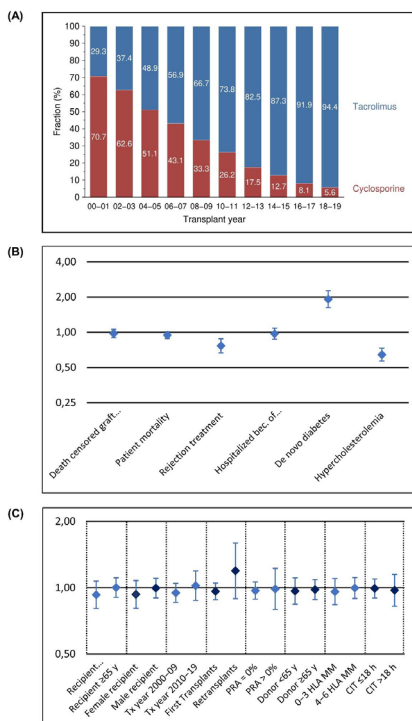 (A)
Fraction (%)
100
90
80
70
60
50
40
30
20
10
0
29.3 37.4 48.9 56.9 66.7 73.8 82.5 87.3 91.9 94.4
70.7 62.6 51.1 43.1 33.3 26.2 17.5 12.7 8.1 5.6
Tacrolimus
Cyclosporine
00–01 02–03 04–05 06–07 08–09 10–11 12–13 14–15 16–17 18–19
Transplant year
(B)
4,00
2,00
1,00
0,50
0,25
Death censored graft...
Patient mortality
Rejection treatment
Hospitalized bec. of...
De novo diabetes
Hypercholesterolemia
(C)
2,00
1,00
0,50
Recipient...
Recipient ≥65 y
Female recipient
Male recipient
Tx year 2000–09
Tx year 2010–19
First Transplants
Retransplants
PRA = 0%
PRA > 0%
Donor <65 y
Donor ≥65 y
0–3 HLA MM
4–6 HLA MM
CIT ≤18 h
CIT >18 h